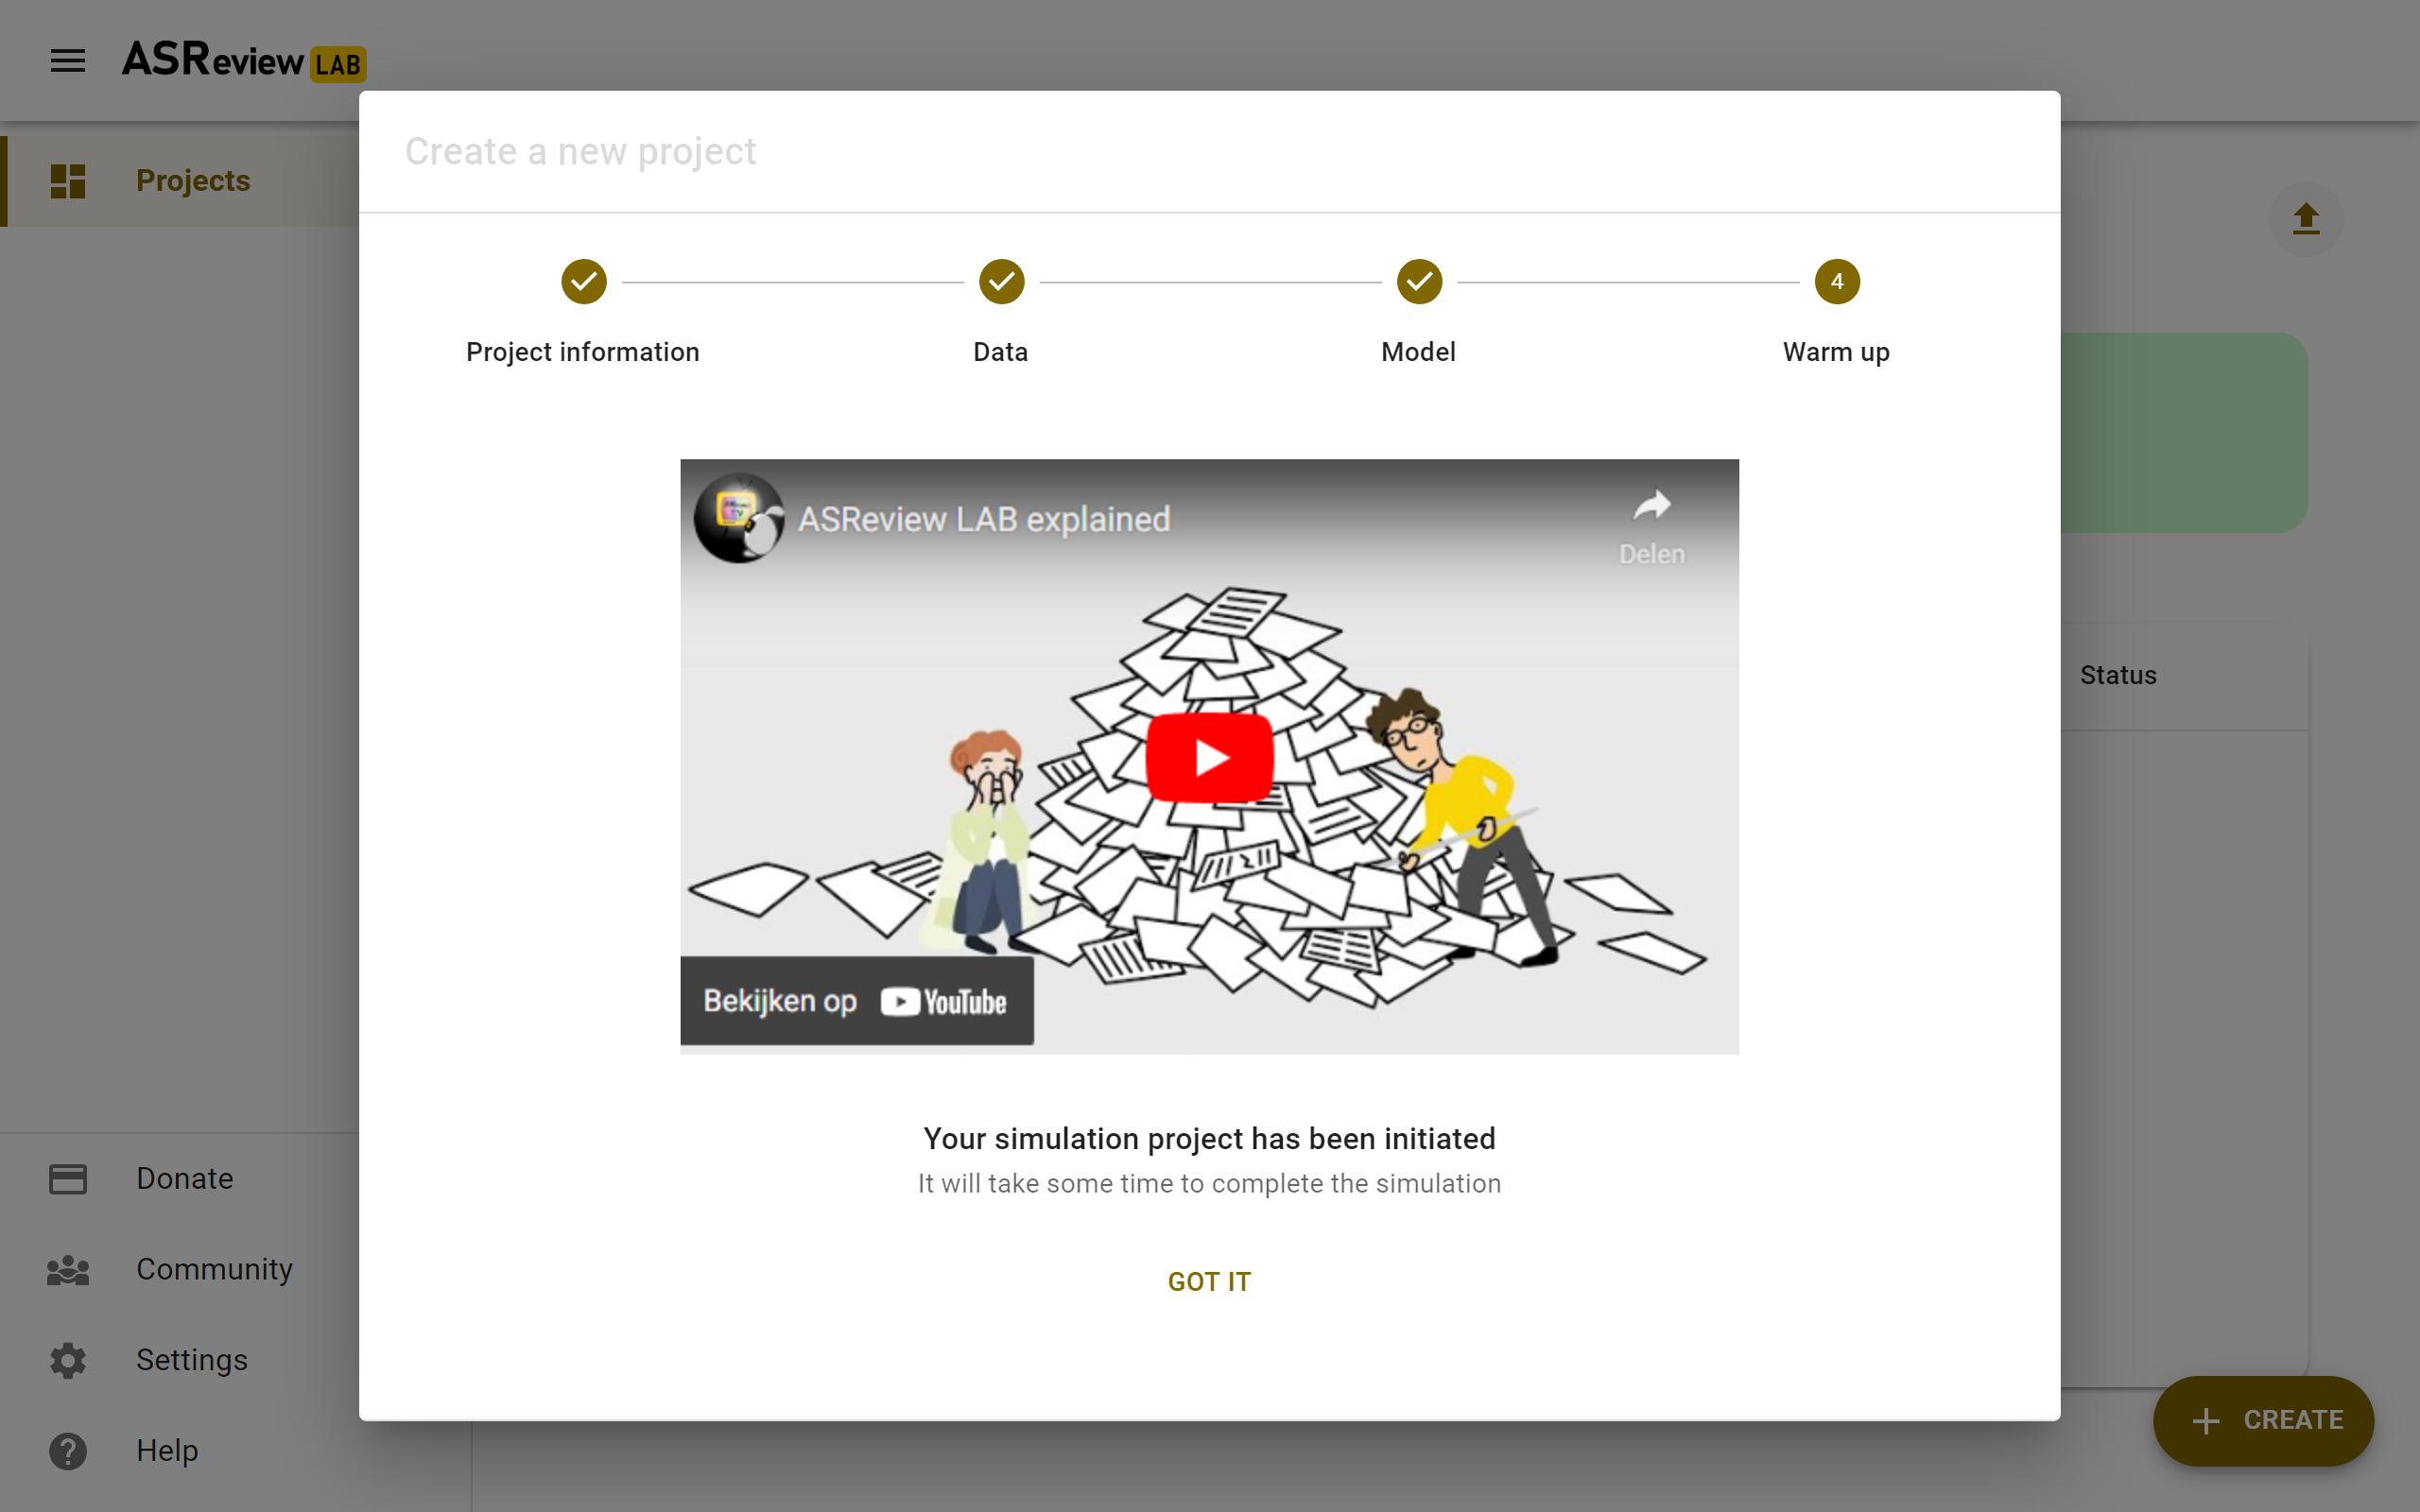 ASReview LAB
Create a new project
Projects
4
Project information
Data
Model
Warm up
ASReview LAB explained
Delen
Status
Bekijken op YouTube
Your simulation project has been initiated
It will take some time to complete the simulation
GOT IT
Donate
Community
Settings
Help
CREATE